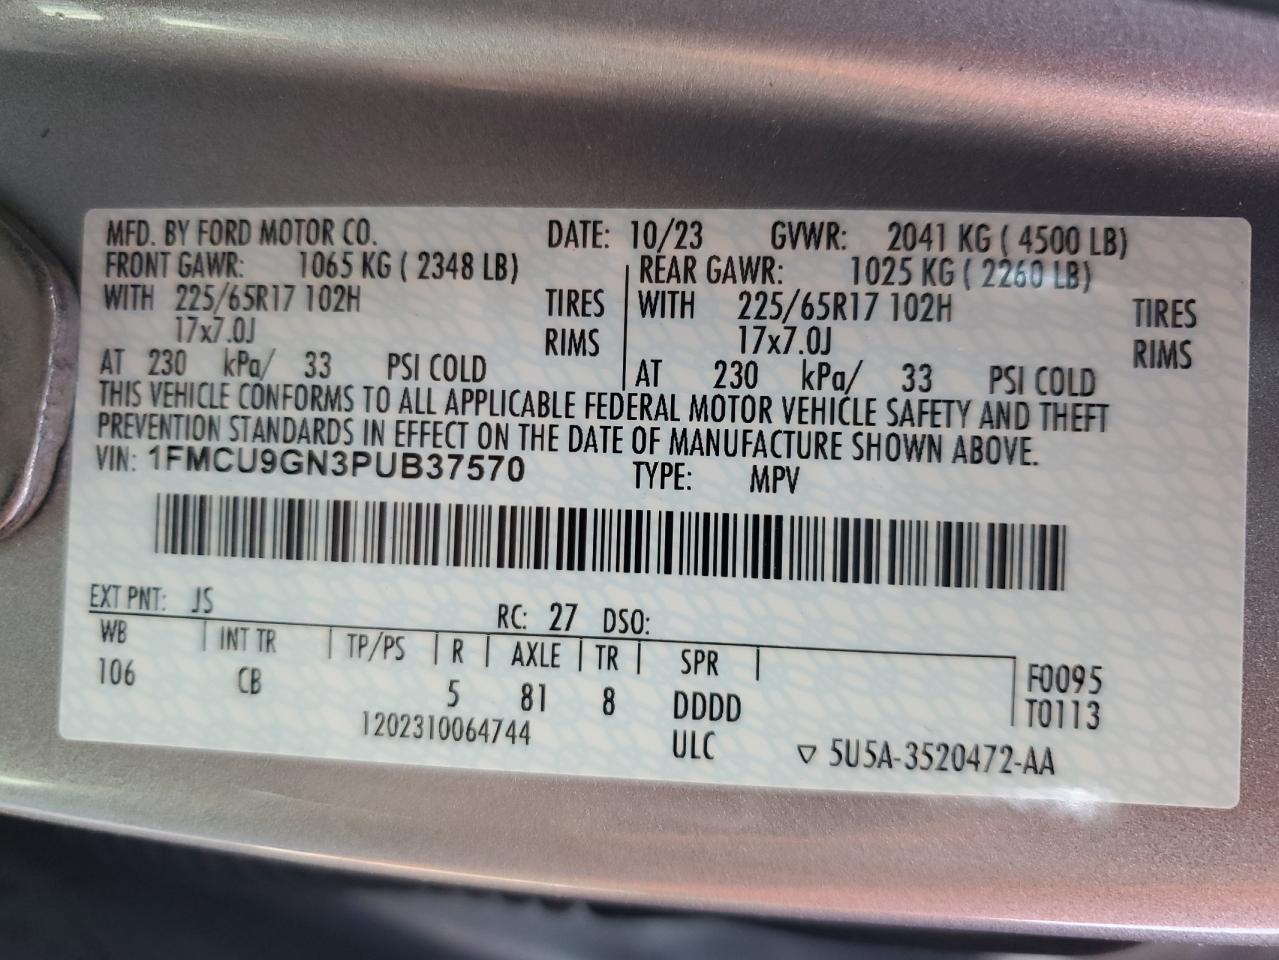 MFD. BY FORD MOTOR CO. DATE: 10/23 GVWR: 2041 KG ( 4500 LB)
FRONT GAWR: 1065 KG ( 2348 LB) REAR GAWR: 1025 KG ( 2260 LB)
WITH 225/65R17 102H TIRES WITH 225/65R17 102H TIRES
17x7.0J RIMS 17x7.0J RIMS
AT 230 kPa/ 33 PSI COLD AT 230 kPa/ 33 PSI COLD
THIS VEHICLE CONFORMS TO ALL APPLICABLE FEDERAL MOTOR VEHICLE SAFETY AND THEFT
PREVENTION STANDARDS IN EFFECT ON THE DATE OF MANUFACTURE SHOWN ABOVE.
VIN: 1FMCU9GN3PUB37570 TYPE: MPV
EXT PNT: JS RC: 27 DSO:
WB INT TR TP/PS R AXLE TR SPR F0095
106 CB 5 81 8 DDDD T0113
1202310064744 ULC ▽ 5U5A-3520472-AA